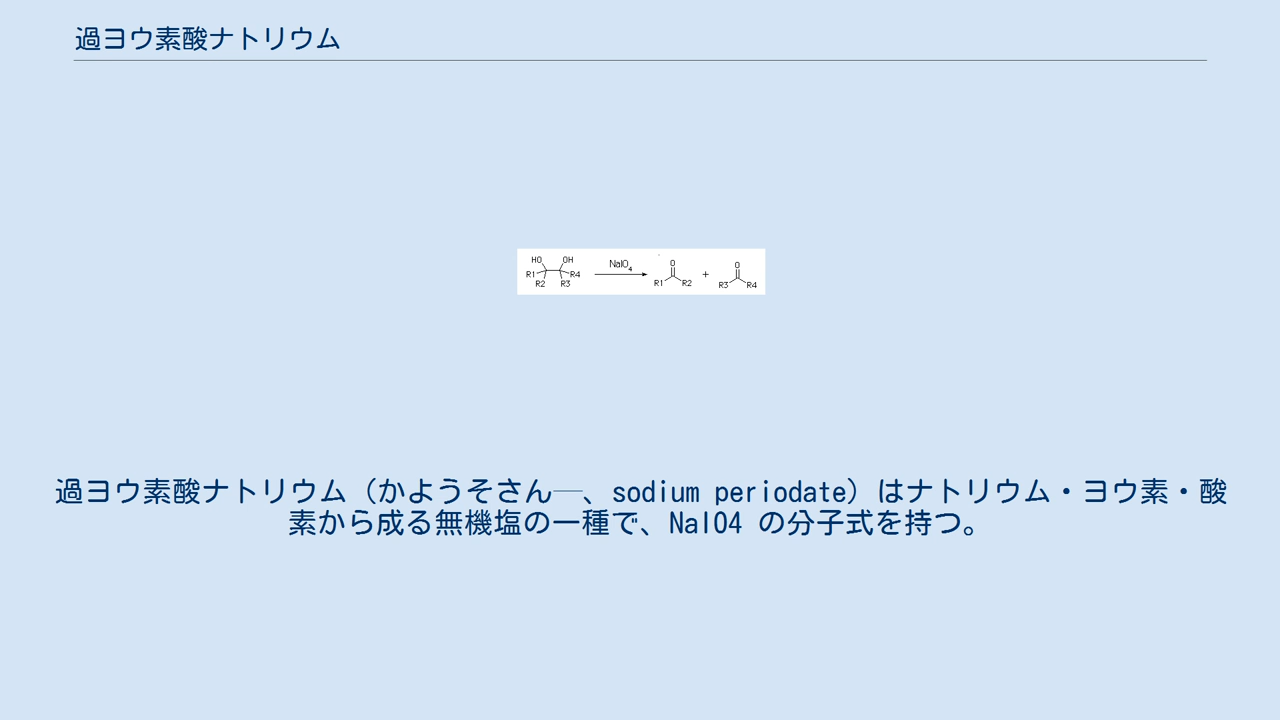 過ヨウ素酸ナトリウム
HO OH NaIO4 O O
R1 R4 + 
R2 R3 R1 R2 R3 R4
過ヨウ素酸ナトリウム（かようそさん—、sodium periodate）はナトリウム・ヨウ素・酸
素から成る無機塩の一種で、NaIO4 の分子式を持つ。